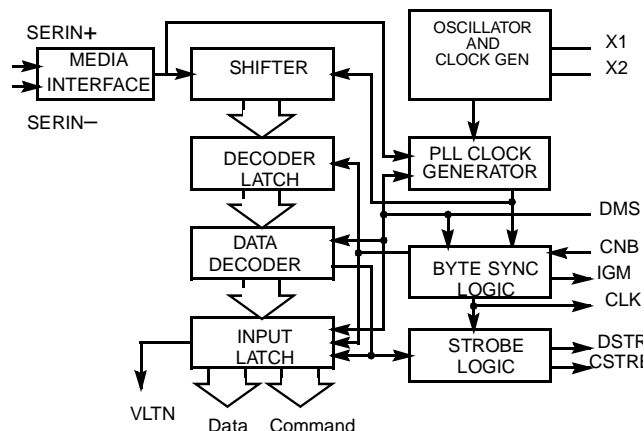 SERIN+
MEDIA
INTERFACE
SERIN−
SHIFTER
OSCILLATOR
AND
CLOCK GEN
X1
X2
DECODER
LATCH
PLL CLOCK
GENERATOR
DMS
DATA
DECODER
BYTE SYNC
LOGIC
CNB
IGM
CLK
INPUT
LATCH
STROBE
LOGIC
DSTR
CSTRB
VLTN
Data
Command